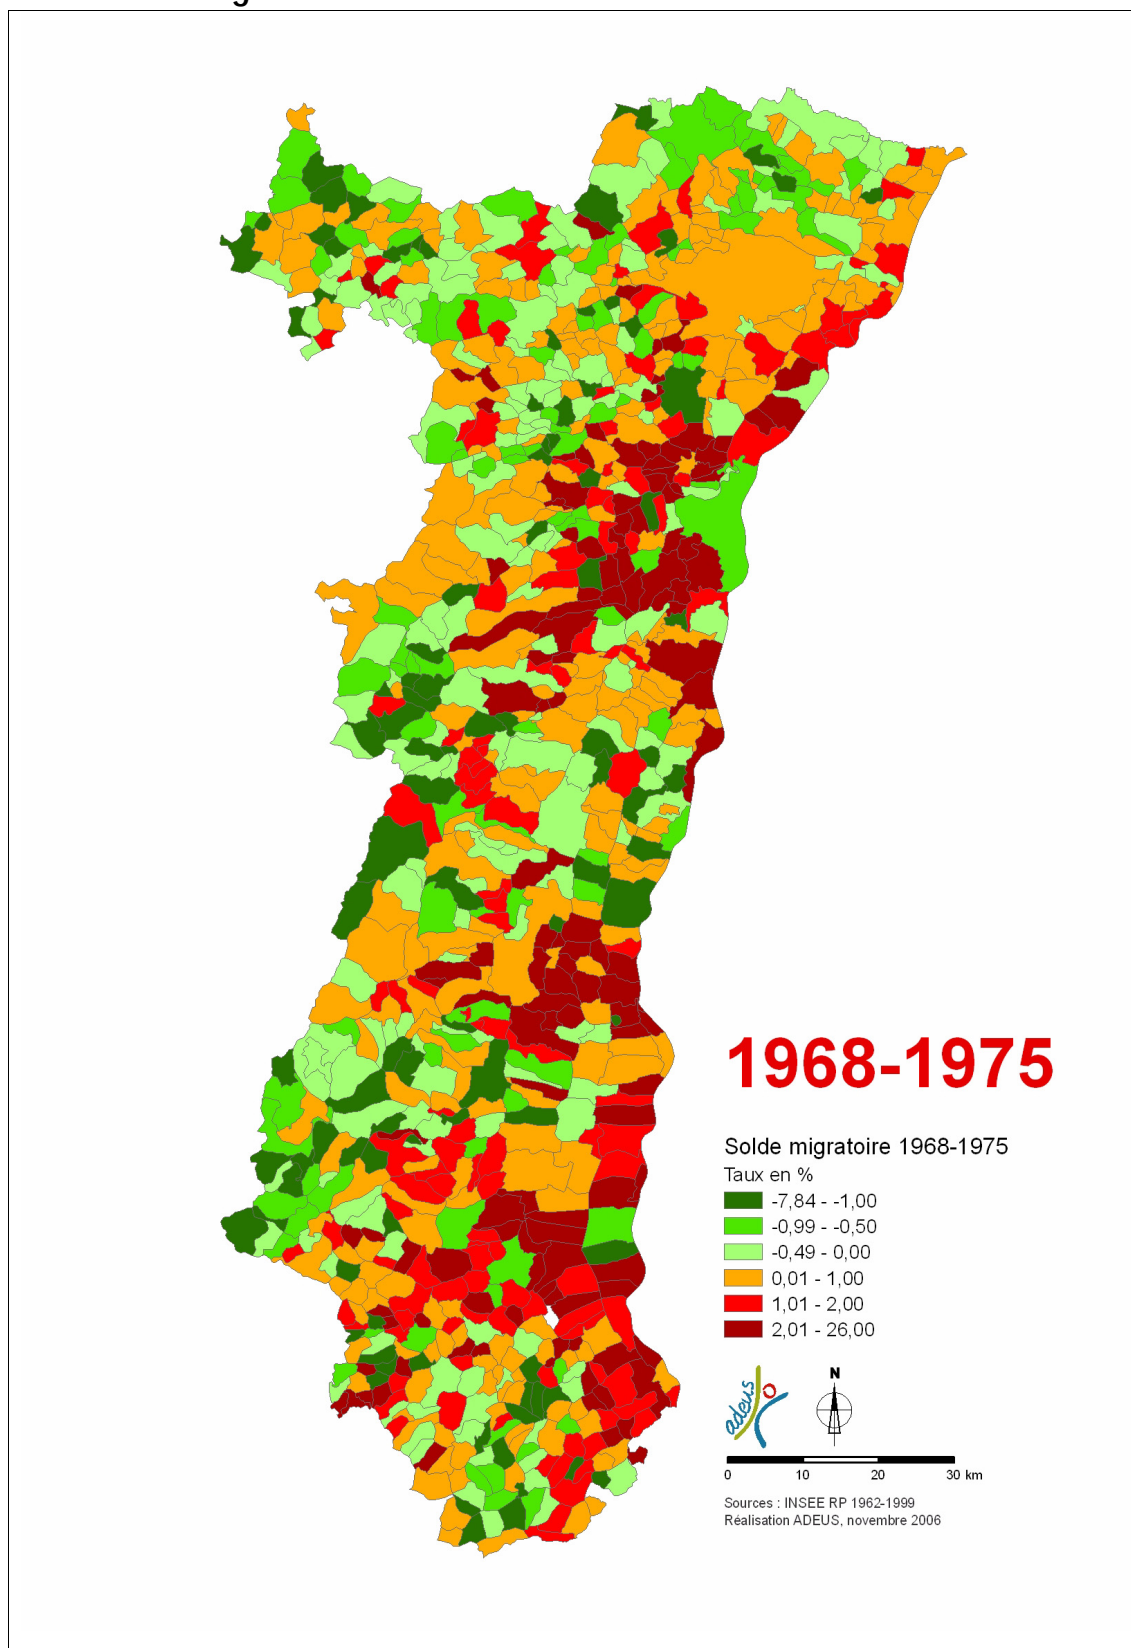 1968-1975
Solde migratoire 1968-1975
Taux en %
-7,84 - -1,00
-0,99 - -0,50
-0,49 - 0,00
0,01 - 1,00
1,01 - 2,00
2,01 - 26,00
adeus
N
0 10 20 30 km
Sources : INSEE RP 1962-1999
Réalisation ADEUS, novembre 2006